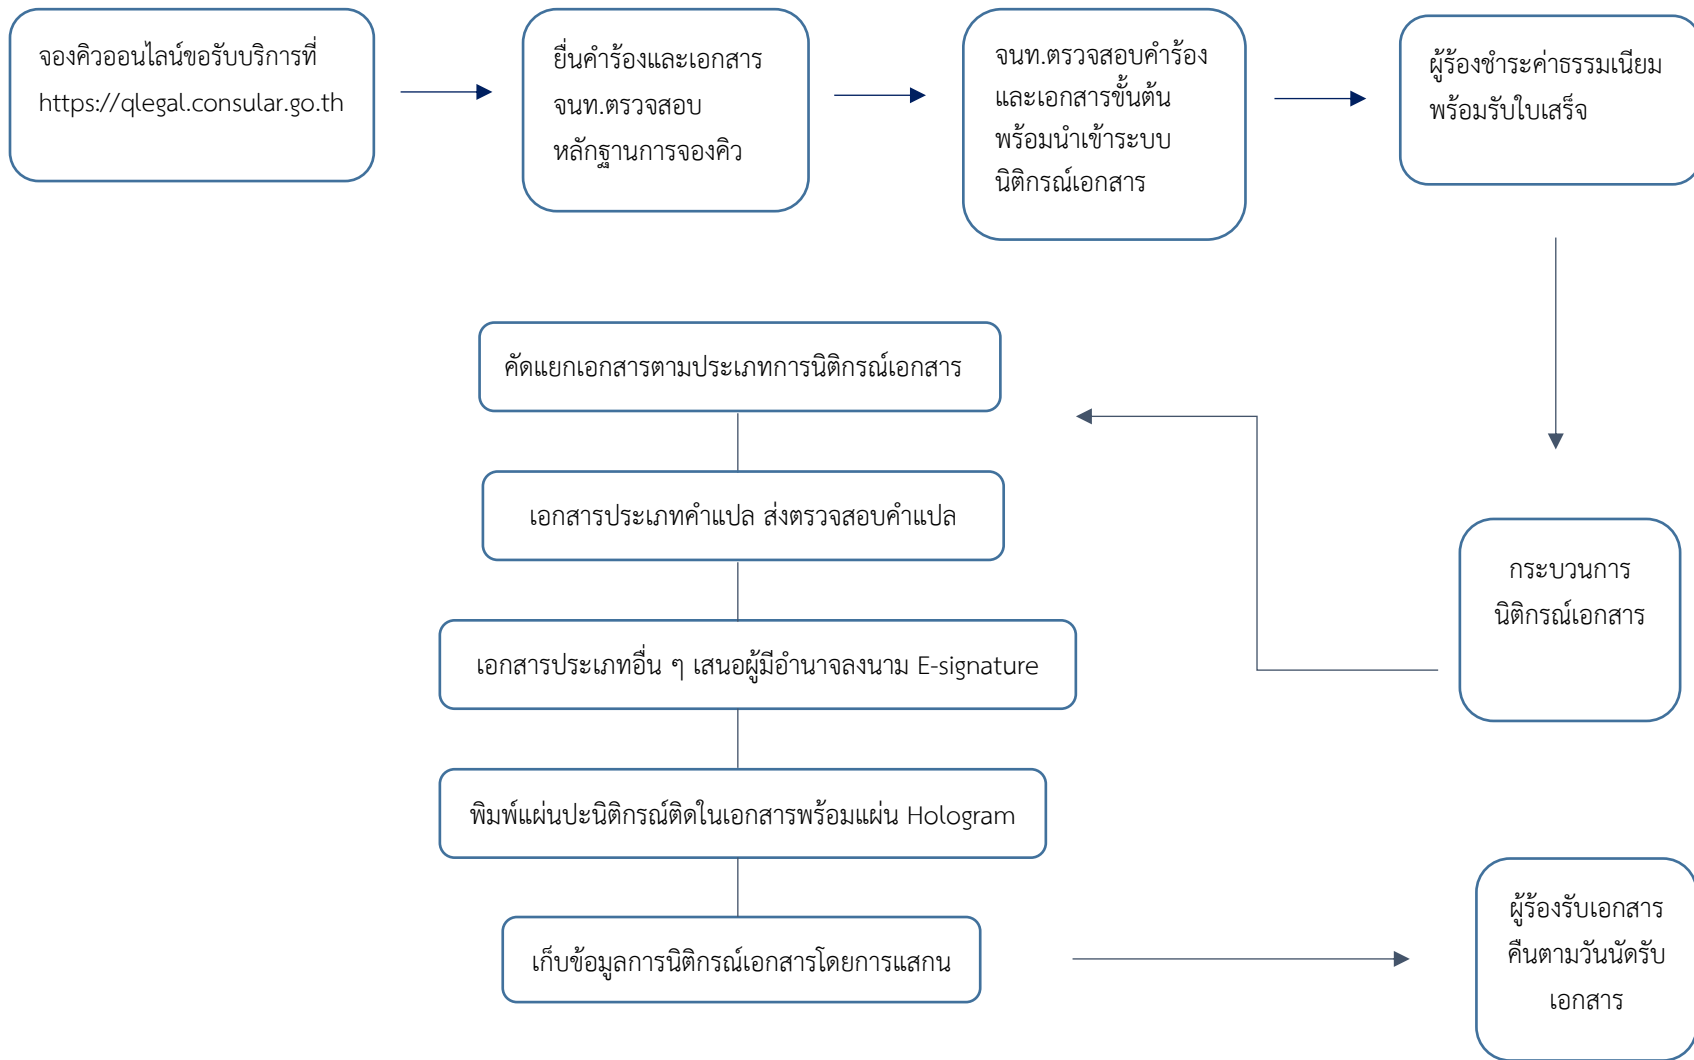 จองคิวออนไลน์ขอรับบริการที่
https://qlegal.consular.go.th
ยื่นคำร้องและเอกสาร
จนท.ตรวจสอบ
หลักฐานการจองคิว
จนท.ตรวจสอบคำร้อง
และเอกสารขั้นต้น
พร้อมนำเข้าระบบ
นิติกรณ์เอกสาร
ผู้ร้องชำระค่าธรรมเนียม
พร้อมรับใบเสร็จ
กระบวนการ
นิติกรณ์เอกสาร
คัดแยกเอกสารตามประเภทการนิติกรณ์เอกสาร
เอกสารประเภทคำแปล ส่งตรวจสอบคำแปล
เอกสารประเภทอื่น ๆ เสนอผู้มีอำนาจลงนาม E-signature
พิมพ์แผ่นปะนิติกรณ์ติดในเอกสารพร้อมแผ่น Hologram
เก็บข้อมูลการนิติกรณ์เอกสารโดยการแสกน
ผู้ร้องรับเอกสาร
คืนตามวันนัดรับ
เอกสาร